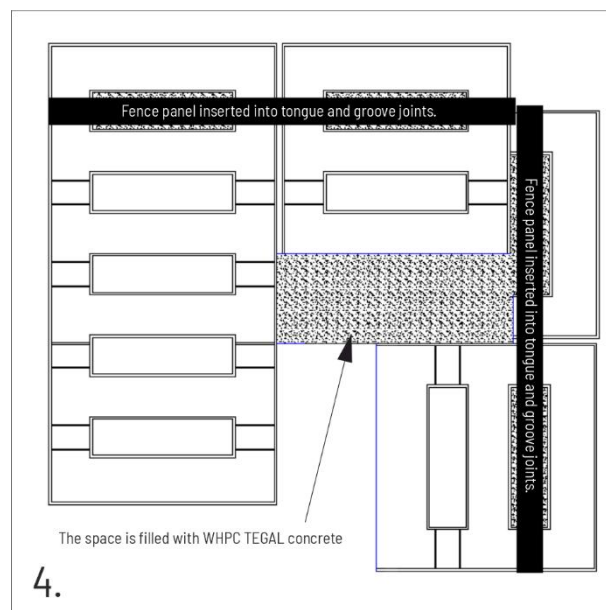 Fence panel inserted into tongue and groove joints.
Fence panel inserted into tongue and groove joints.
The space is filled with WHPC TEGAL concrete
4.